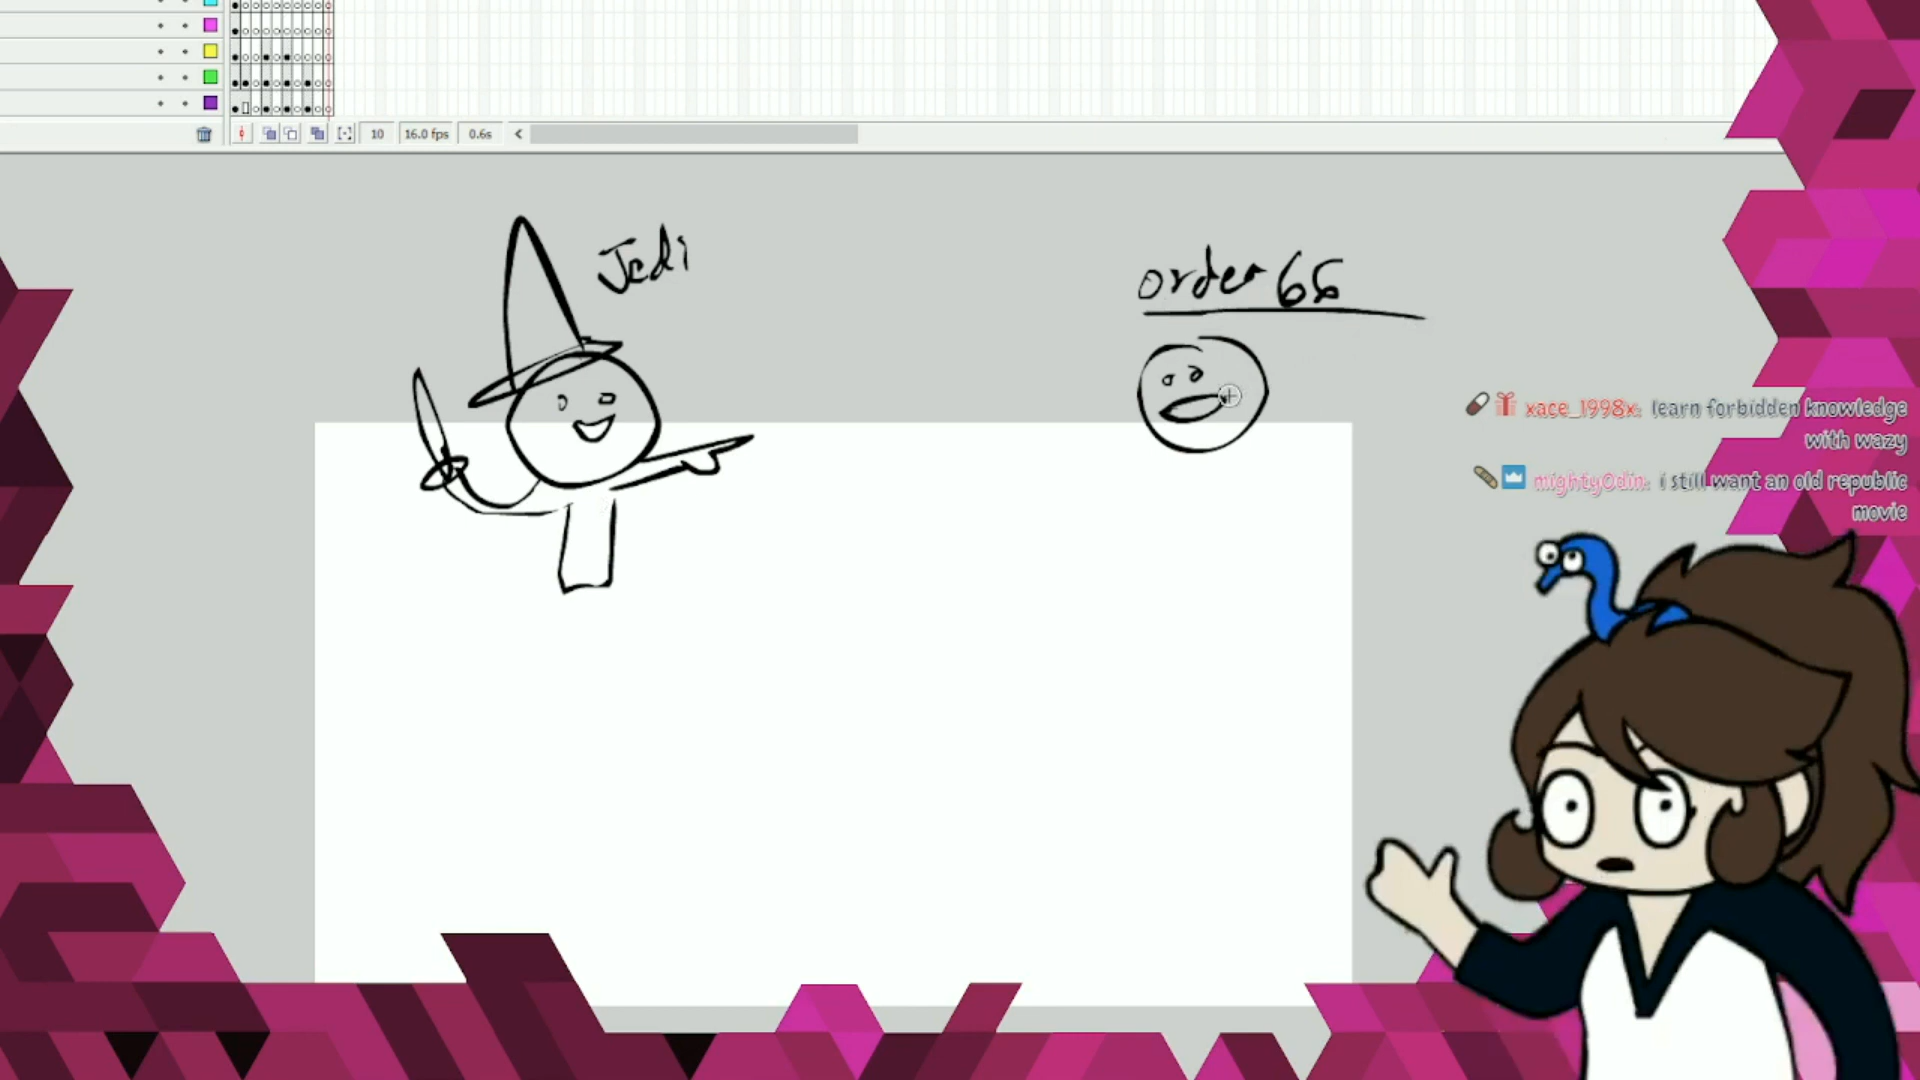 10 16.0 fps 0.6s
Jedi
order 66
xace_1998x: learn forbidden knowledge
with wazy
mighty0din: i still want an old republic
movie